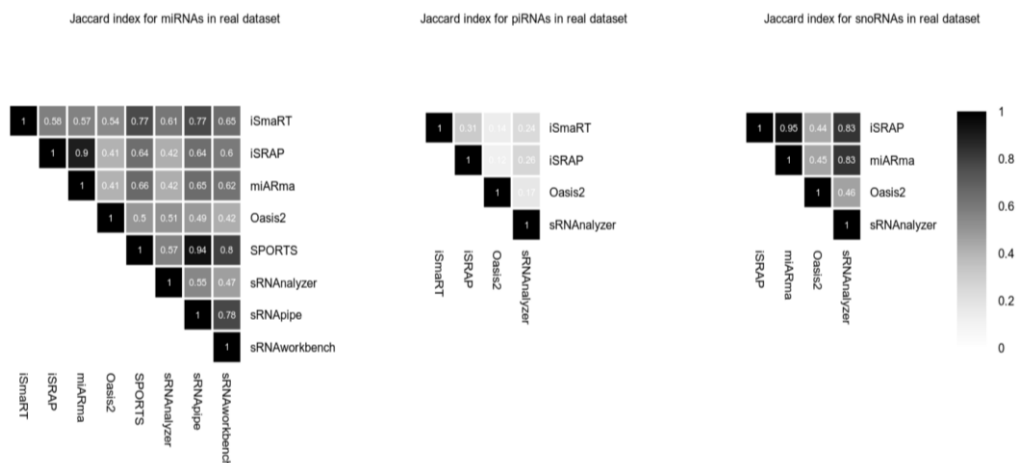 Jaccard index for miRNAs in real dataset
1 0.58 0.57 0.54 0.77 0.61 0.77 0.65 iSmaRT
1 0.9 0.41 0.64 0.42 0.64 0.6 iSRAP
1 0.41 0.66 0.42 0.65 0.62 miARma
1 0.5 0.51 0.49 0.42 Oasis2
1 0.57 0.94 0.8 SPORTS
1 0.55 0.47 sRNAnalyzer
1 0.78 sRNApipe
1 sRNAworkbench
iSmaRT
iSRAP
miARma
Oasis2
SPORTS
sRNAnalyzer
sRNApipe
sRNAworkbench
Jaccard index for piRNAs in real dataset
1 0.31 0.24 iSmaRT
1 0.26 iSRAP
1 Oasis2
1 sRNAnalyzer
iSmaRT
iSRAP
Oasis2
sRNAnalyzer
Jaccard index for snoRNAs in real dataset
1 0.95 0.44 0.83 iSRAP
1 0.45 0.83 miARma
1 0.46 Oasis2
1 sRNAnalyzer
iSRAP
miARma
Oasis2
sRNAnalyzer
1
0.8
0.6
0.4
0.2
0